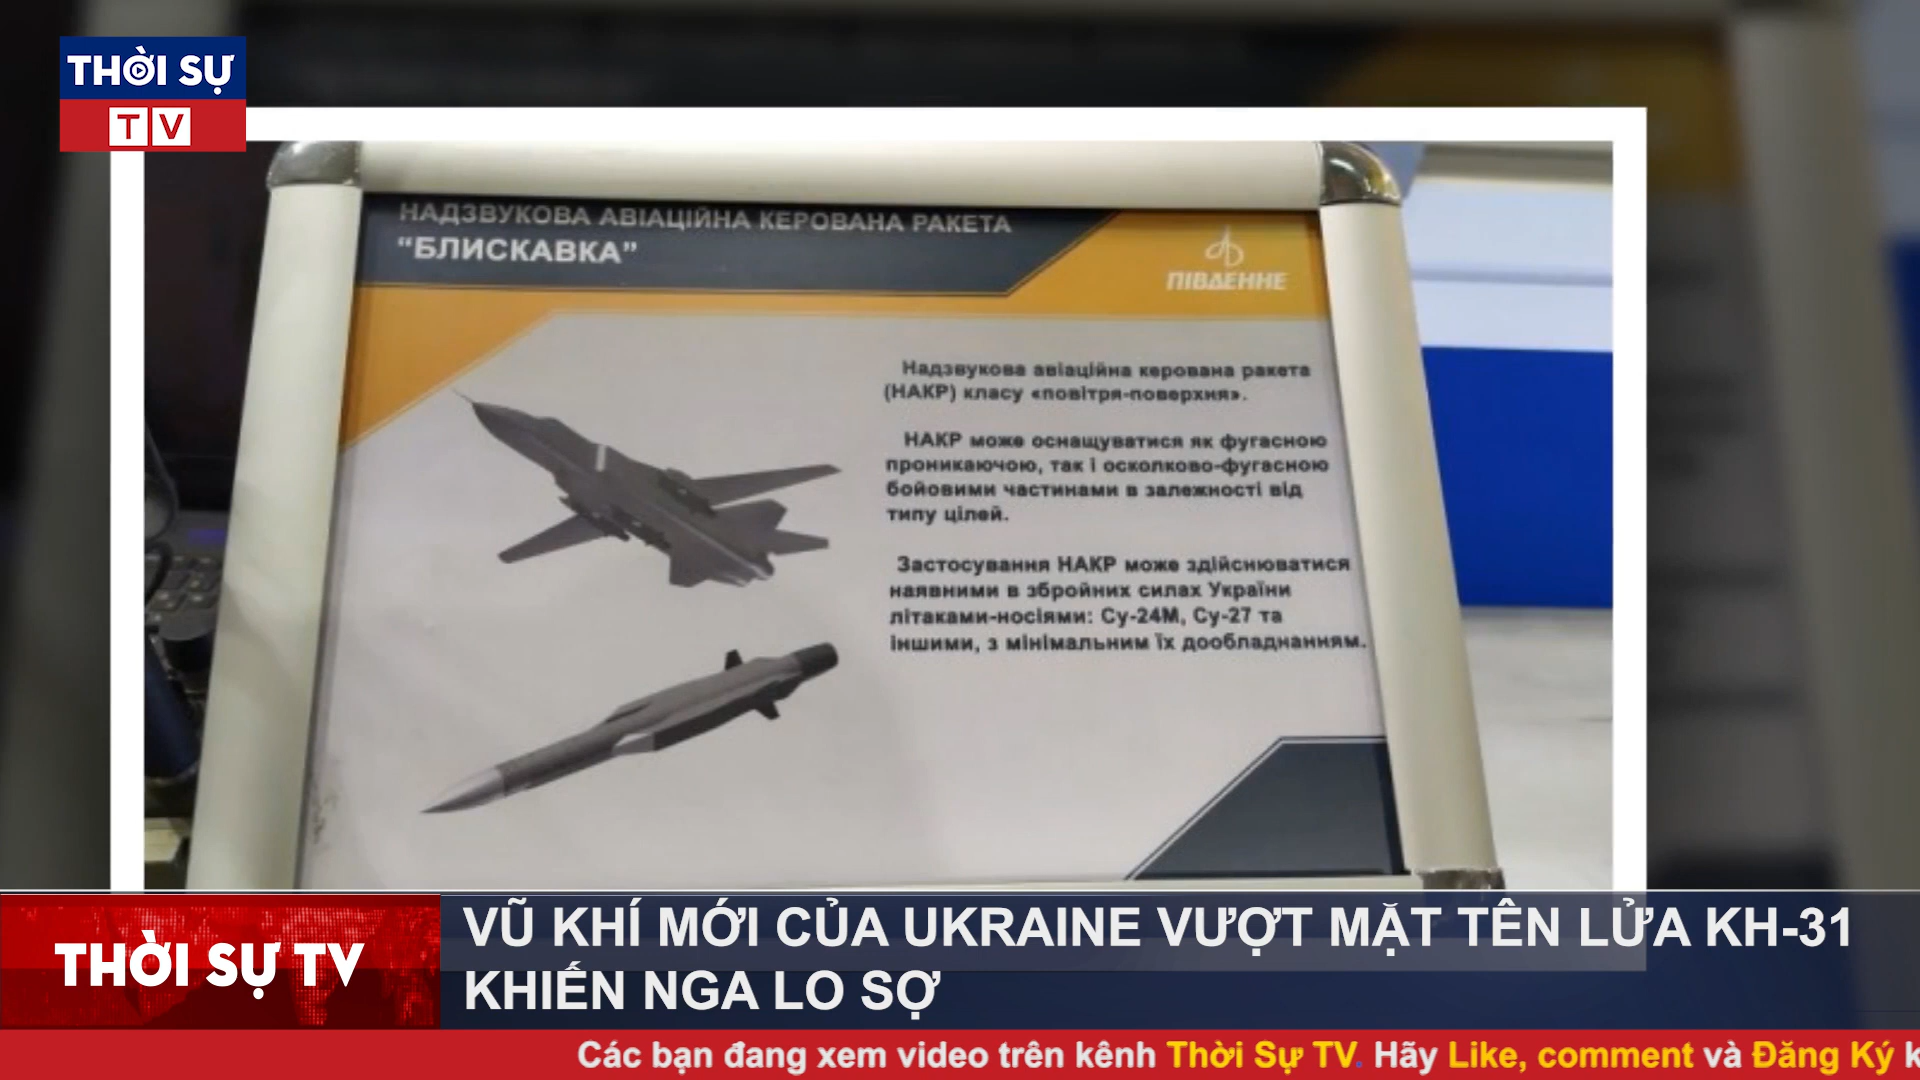 THỜI SỰ
TV
НАДЗВУКОВА АВІАЦІЙНА КЕРОВАНА РАКЕТА
“БЛИСКАВКА”
ПІВДЕННЕ
Надзвукова авіаційна керована ракета
(НАКР) класу «повітря-поверхня».
НАКР може оснащуватися як фугасною
проникаючою, так і осколково-фугасною
бойовими частинами в залежності від
типу цілей.
Застосування НАКР може здійснюватися
наявними в збройних силах України
літаками-носіями: Су-24М, Су-27 та
іншими, з мінімальним їх дообладнанням.
THỜI SỰ TV
VŨ KHÍ MỚI CỦA UKRAINE VƯỢT MẶT TÊN LỬA KH-31
KHIẾN NGA LO SỢ
Các bạn đang xem video trên kênh Thời Sự TV. Hãy Like, comment và Đăng Ký k